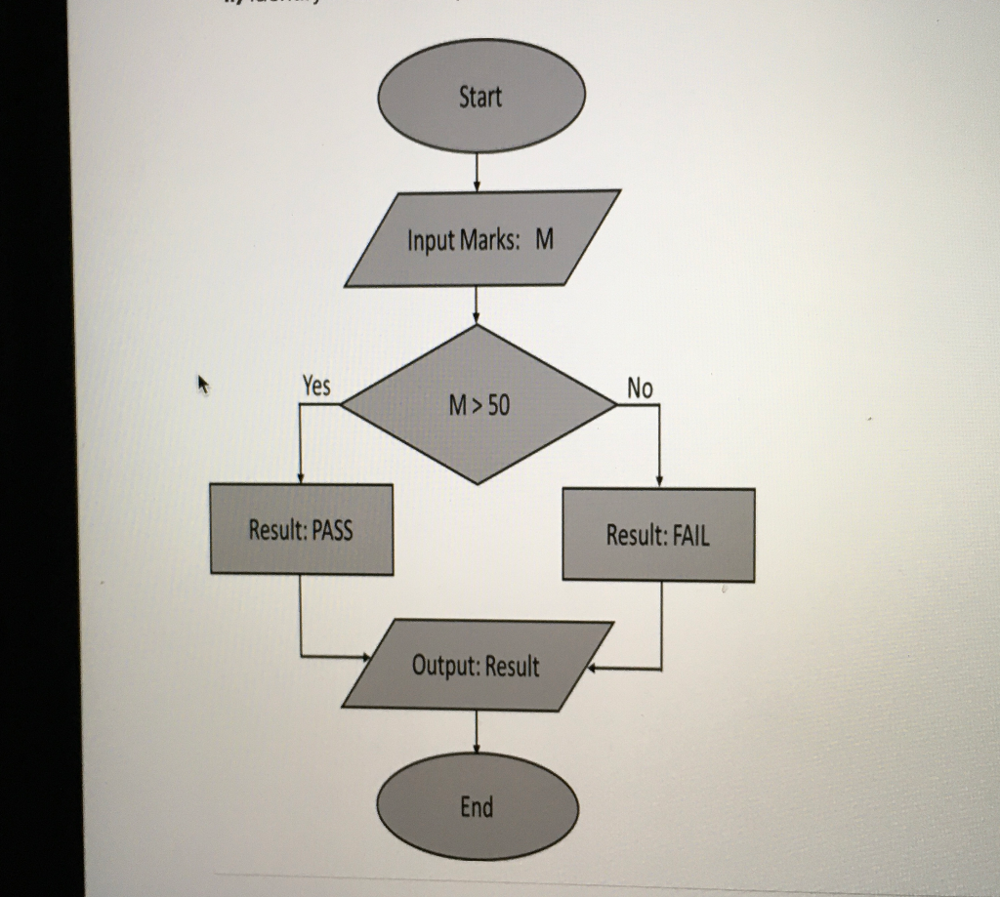 Start
Input Marks: M
M > 50
Yes
No
Result: PASS
Result: FAIL
Output: Result
End